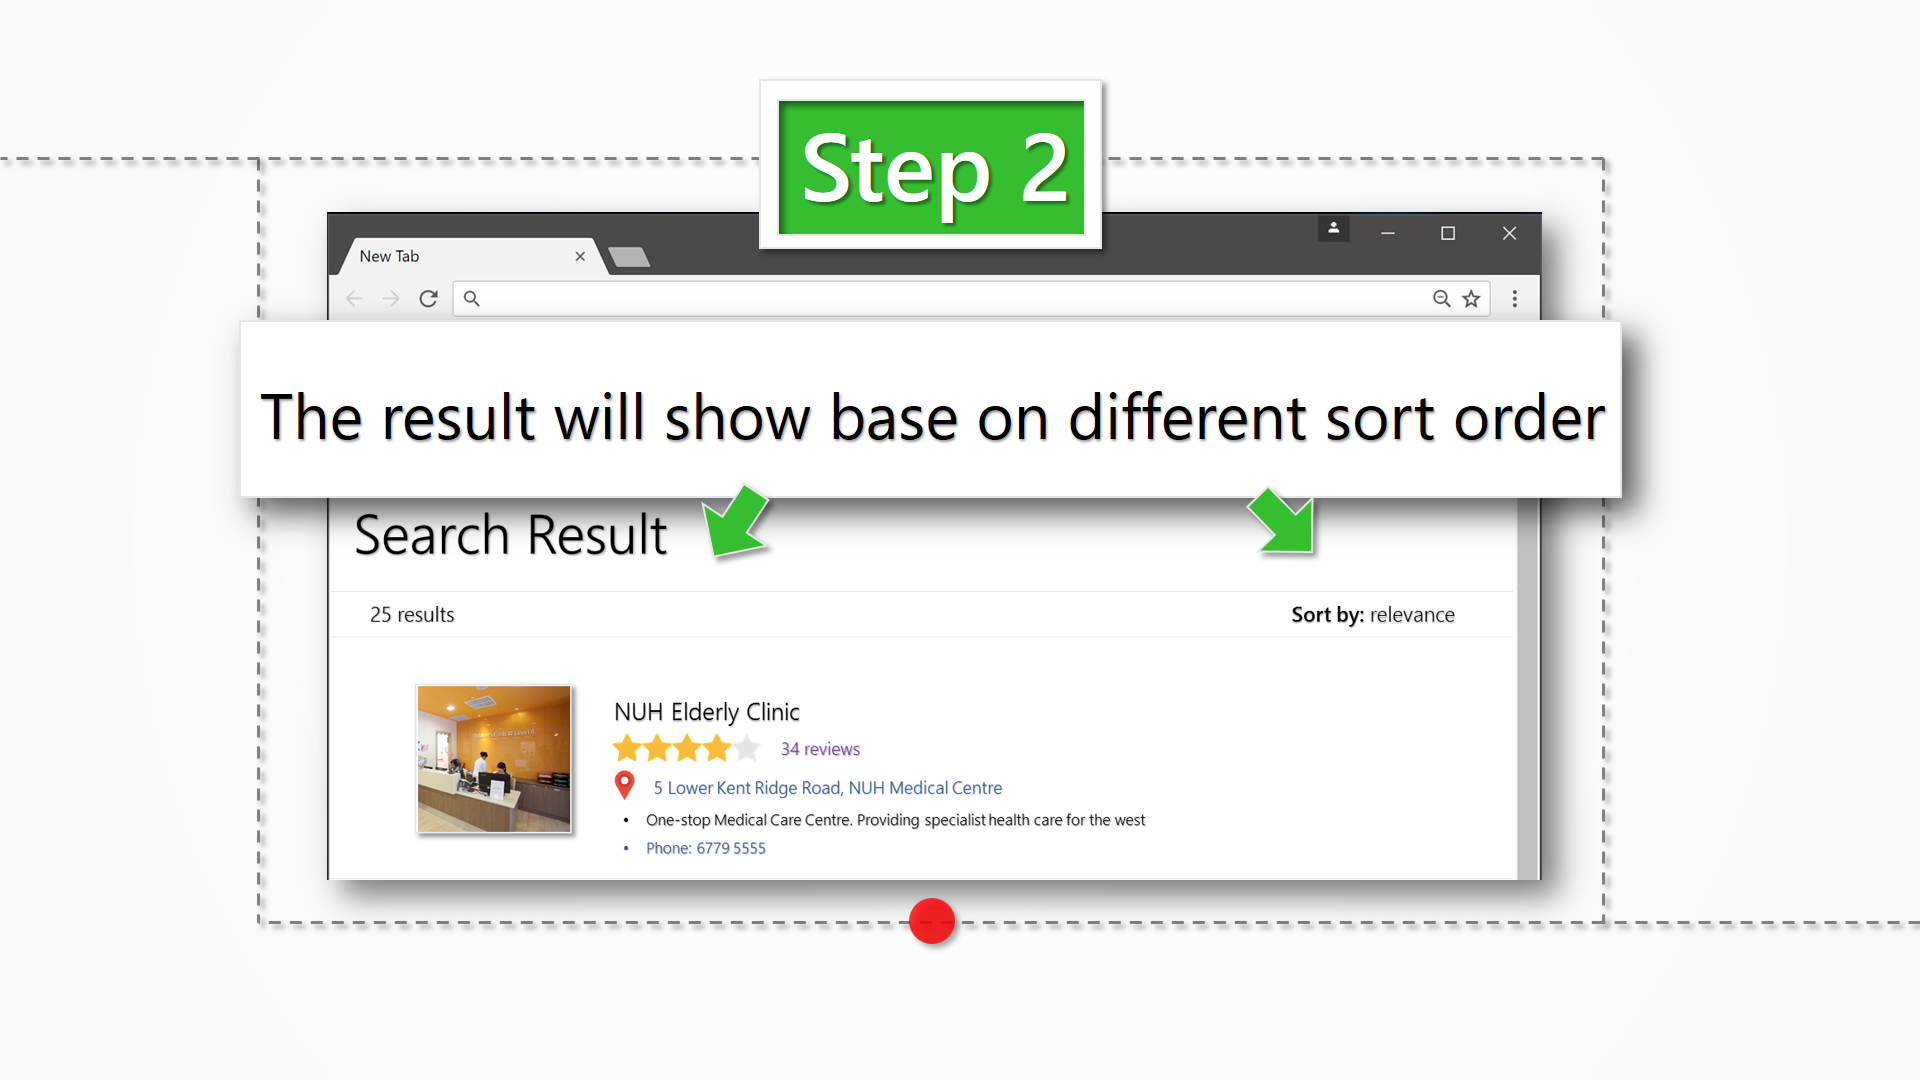 Step 2
New Tab
The result will show base on different sort order
Search Result
25 results
Sort by: relevance
NUH Elderly Clinic
34 reviews
5 Lower Kent Ridge Road, NUH Medical Centre
• One-stop Medical Care Centre. Providing specialist health care for the west
• Phone: 6779 5555